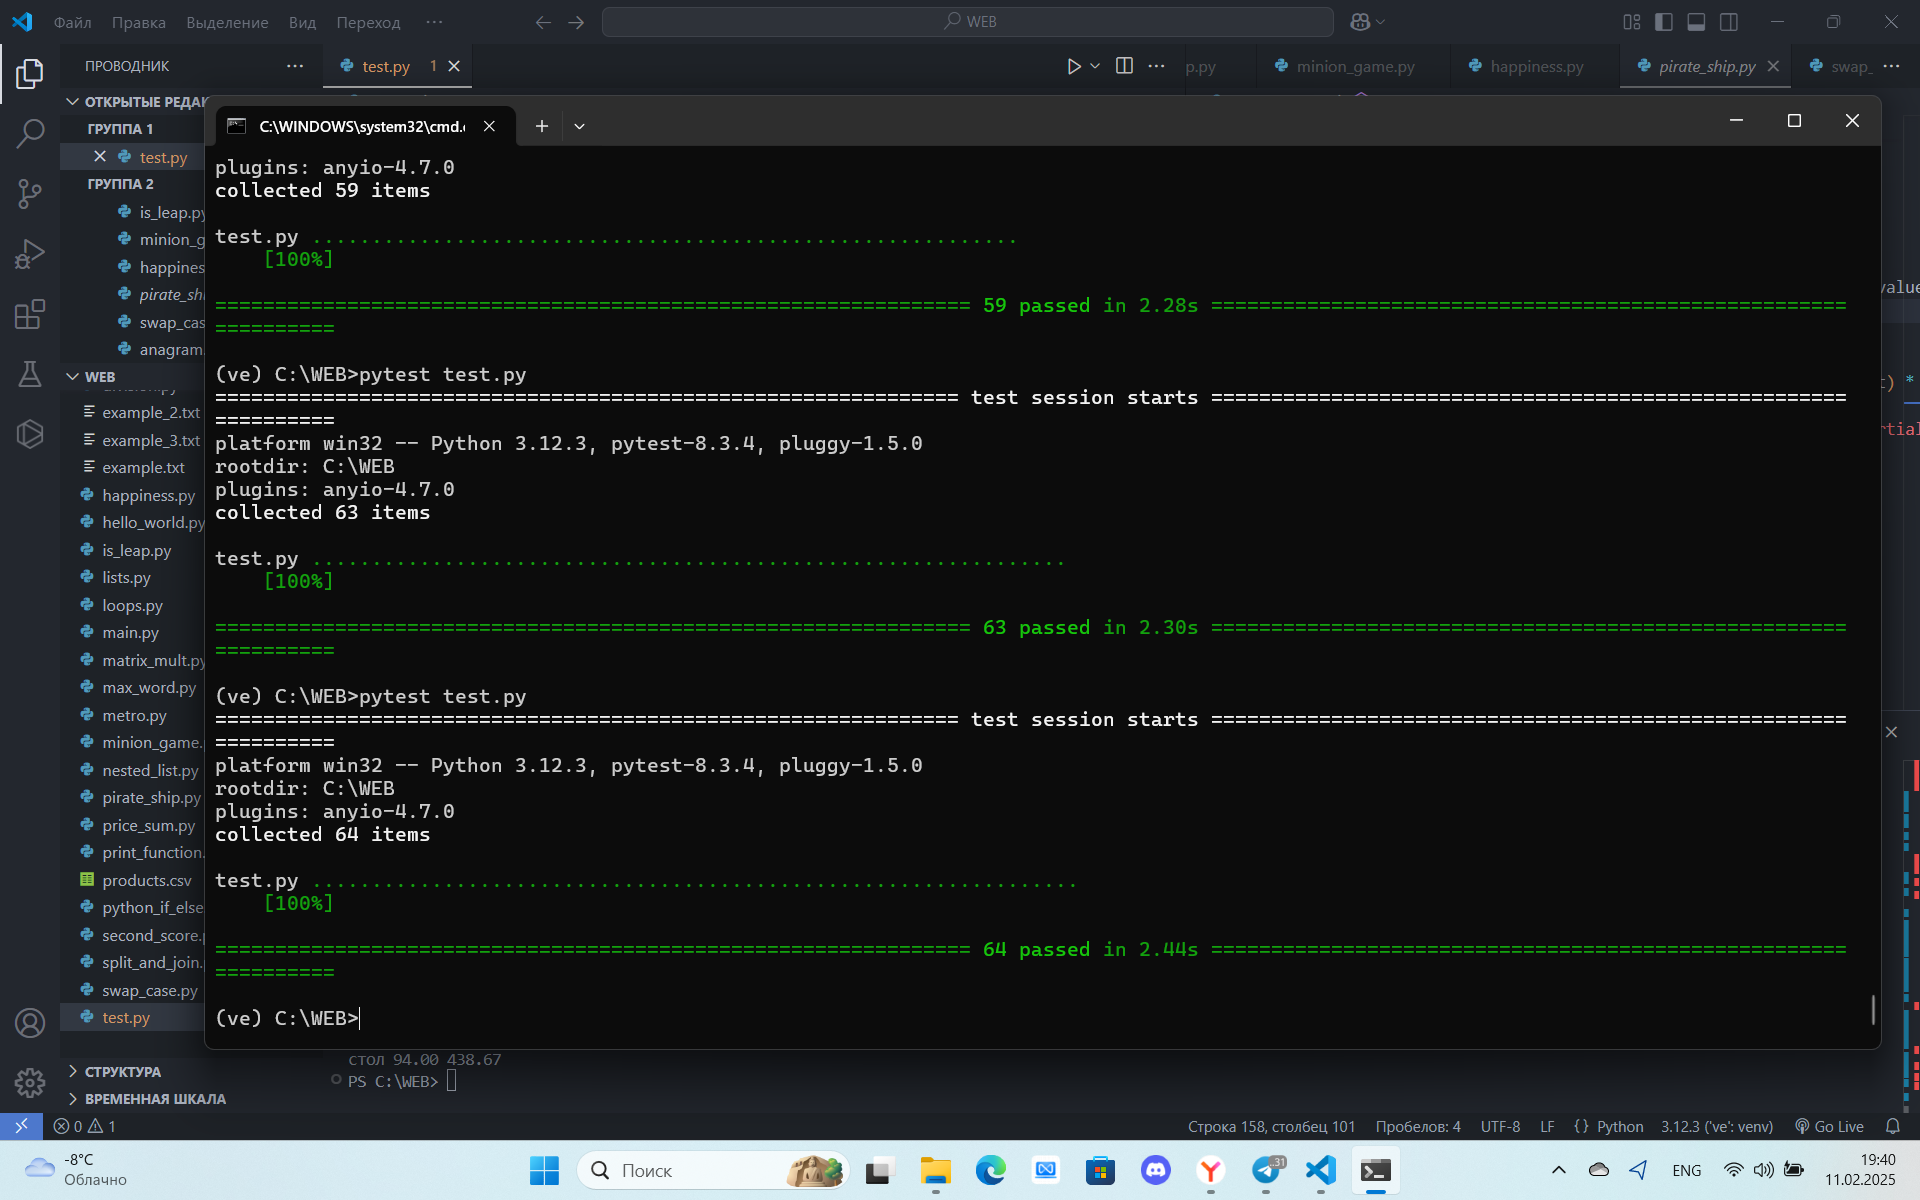 Файл Правка Выделение Вид Переход ··· WEB
ПРОВОДНИК ··· test.py 1 p.py minion_game.py happiness.py pirate_ship.py swap_ ···
ОТКРЫТЫЕ РЕДАК
ГРУППА 1
test.py
ГРУППА 2
is_leap.py
minion_g
happines
pirate_shi
swap_cas
anagram.
WEB
example_2.txt
example_3.txt
example.txt
happiness.py
hello_world.py
is_leap.py
lists.py
loops.py
main.py
matrix_mult.py
max_word.py
metro.py
minion_game.
nested_list.py
pirate_ship.py
price_sum.py
print_function.
products.csv
python_if_else
second_score.p
split_and_join.
swap_case.py
test.py
СТРУКТУРА
ВРЕМЕННАЯ ШКАЛА
C:\WINDOWS\system32\cmd.e
plugins: anyio-4.7.0
collected 59 items
test.py ...........................................................
[100%]
=============================================================== 59 passed in 2.28s =====================================================
==========
(ve) C:\WEB>pytest test.py
============================================================== test session starts =====================================================
==========
platform win32 -- Python 3.12.3, pytest-8.3.4, pluggy-1.5.0
rootdir: C:\WEB
plugins: anyio-4.7.0
collected 63 items
test.py ...............................................................
[100%]
=============================================================== 63 passed in 2.30s =====================================================
==========
(ve) C:\WEB>pytest test.py
============================================================== test session starts =====================================================
==========
platform win32 -- Python 3.12.3, pytest-8.3.4, pluggy-1.5.0
rootdir: C:\WEB
plugins: anyio-4.7.0
collected 64 items
test.py ................................................................
[100%]
=============================================================== 64 passed in 2.44s =====================================================
==========
(ve) C:\WEB>
value
t) *
rtial
стол 94.00 438.67
PS C:\WEB>
0 1 Строка 158, столбец 101 Пробелов: 4 UTF-8 LF {} Python 3.12.3 ('ve': venv) Go Live
-8°C
Облачно
Поиск
31
ENG
19:40
11.02.2025